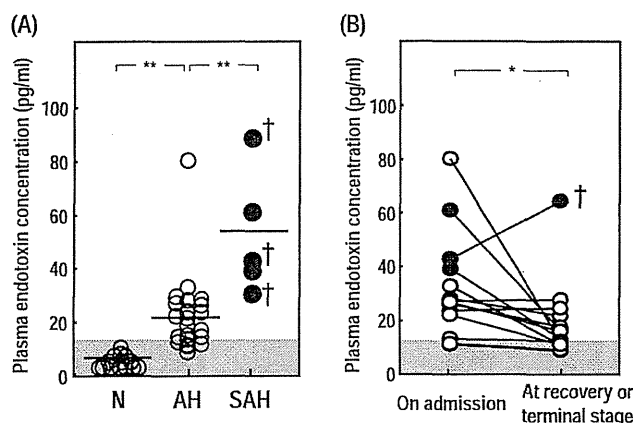 (A)
Plasma endotoxin concentration (pg/ml)
** **
100
80
60
40
20
0
†
†
†
N AH SAH
(B)
Plasma endotoxin concentration (pg/ml)
*
100
80
60
40
20
0
†
On admission
At recovery or
terminal stage